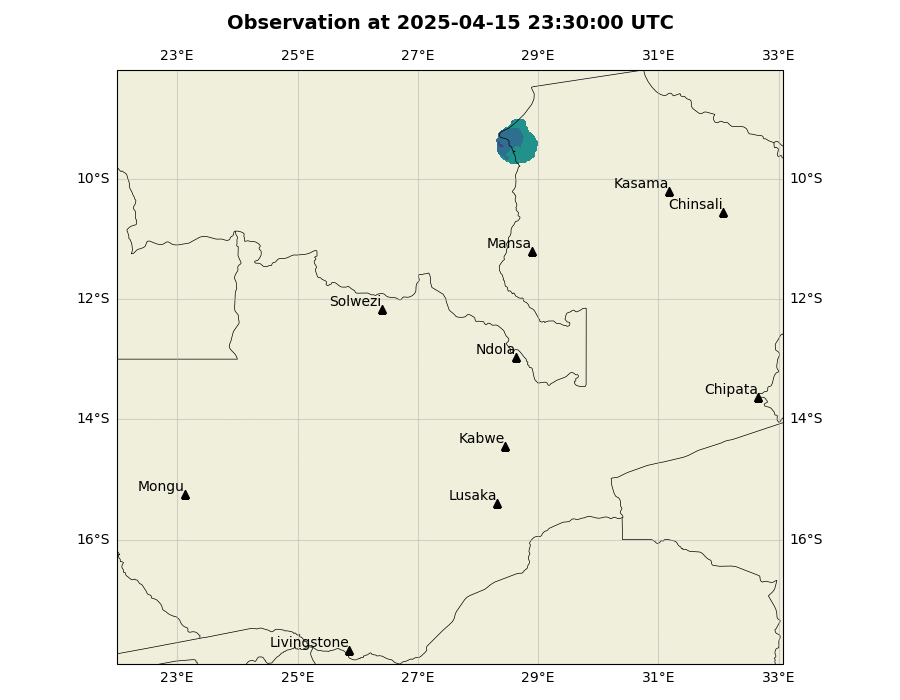 Observation at 2025-04-15 23:30:00 UTC
23°E 25°E 27°E 29°E 31°E 33°E
10°S 10°S
Kasama
Chinsali
Mansa
12°S 12°S
Solwezi
Ndola
Chipata
14°S 14°S
Kabwe
Mongu
Lusaka
16°S 16°S
Livingstone
23°E 25°E 27°E 29°E 31°E 33°E